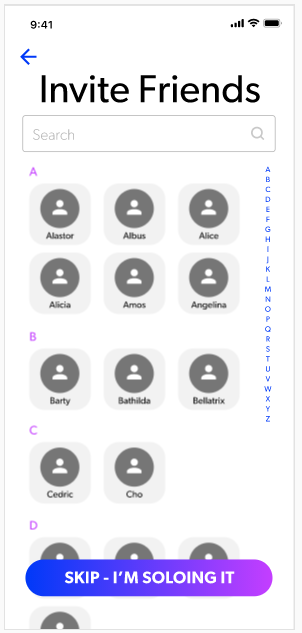 9:41
Invite Friends
Search
A
Alastor Albus Alice
Alicia Amos Angelina
B
Barty Bathilda Bellatrix
C
Cedric Cho
D
SKIP - I'M SOLOING IT
A
B
C
D
E
F
G
H
I
J
K
L
M
N
O
P
Q
R
S
T
U
V
W
X
Y
Z